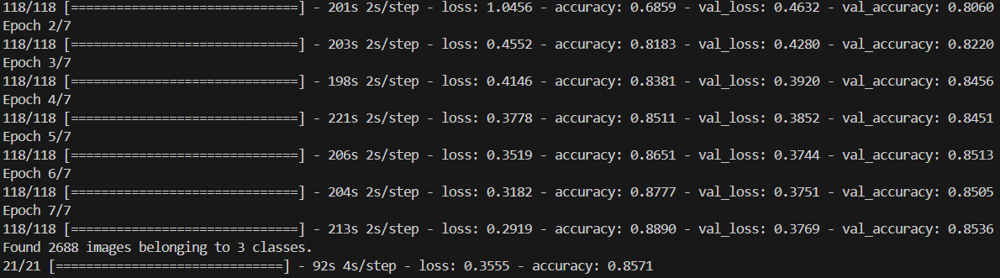 118/118 [==============================] - 201s 2s/step - loss: 1.0456 - accuracy: 0.6859 - val_loss: 0.4632 - val_accuracy: 0.8060
Epoch 2/7
118/118 [==============================] - 203s 2s/step - loss: 0.4552 - accuracy: 0.8183 - val_loss: 0.4280 - val_accuracy: 0.8220
Epoch 3/7
118/118 [==============================] - 198s 2s/step - loss: 0.4146 - accuracy: 0.8381 - val_loss: 0.3920 - val_accuracy: 0.8456
Epoch 4/7
118/118 [==============================] - 221s 2s/step - loss: 0.3778 - accuracy: 0.8511 - val_loss: 0.3852 - val_accuracy: 0.8451
Epoch 5/7
118/118 [==============================] - 206s 2s/step - loss: 0.3519 - accuracy: 0.8651 - val_loss: 0.3744 - val_accuracy: 0.8513
Epoch 6/7
118/118 [==============================] - 204s 2s/step - loss: 0.3182 - accuracy: 0.8777 - val_loss: 0.3751 - val_accuracy: 0.8505
Epoch 7/7
118/118 [==============================] - 213s 2s/step - loss: 0.2919 - accuracy: 0.8890 - val_loss: 0.3769 - val_accuracy: 0.8536
Found 2688 images belonging to 3 classes.
21/21 [==============================] - 92s 4s/step - loss: 0.3555 - accuracy: 0.8571